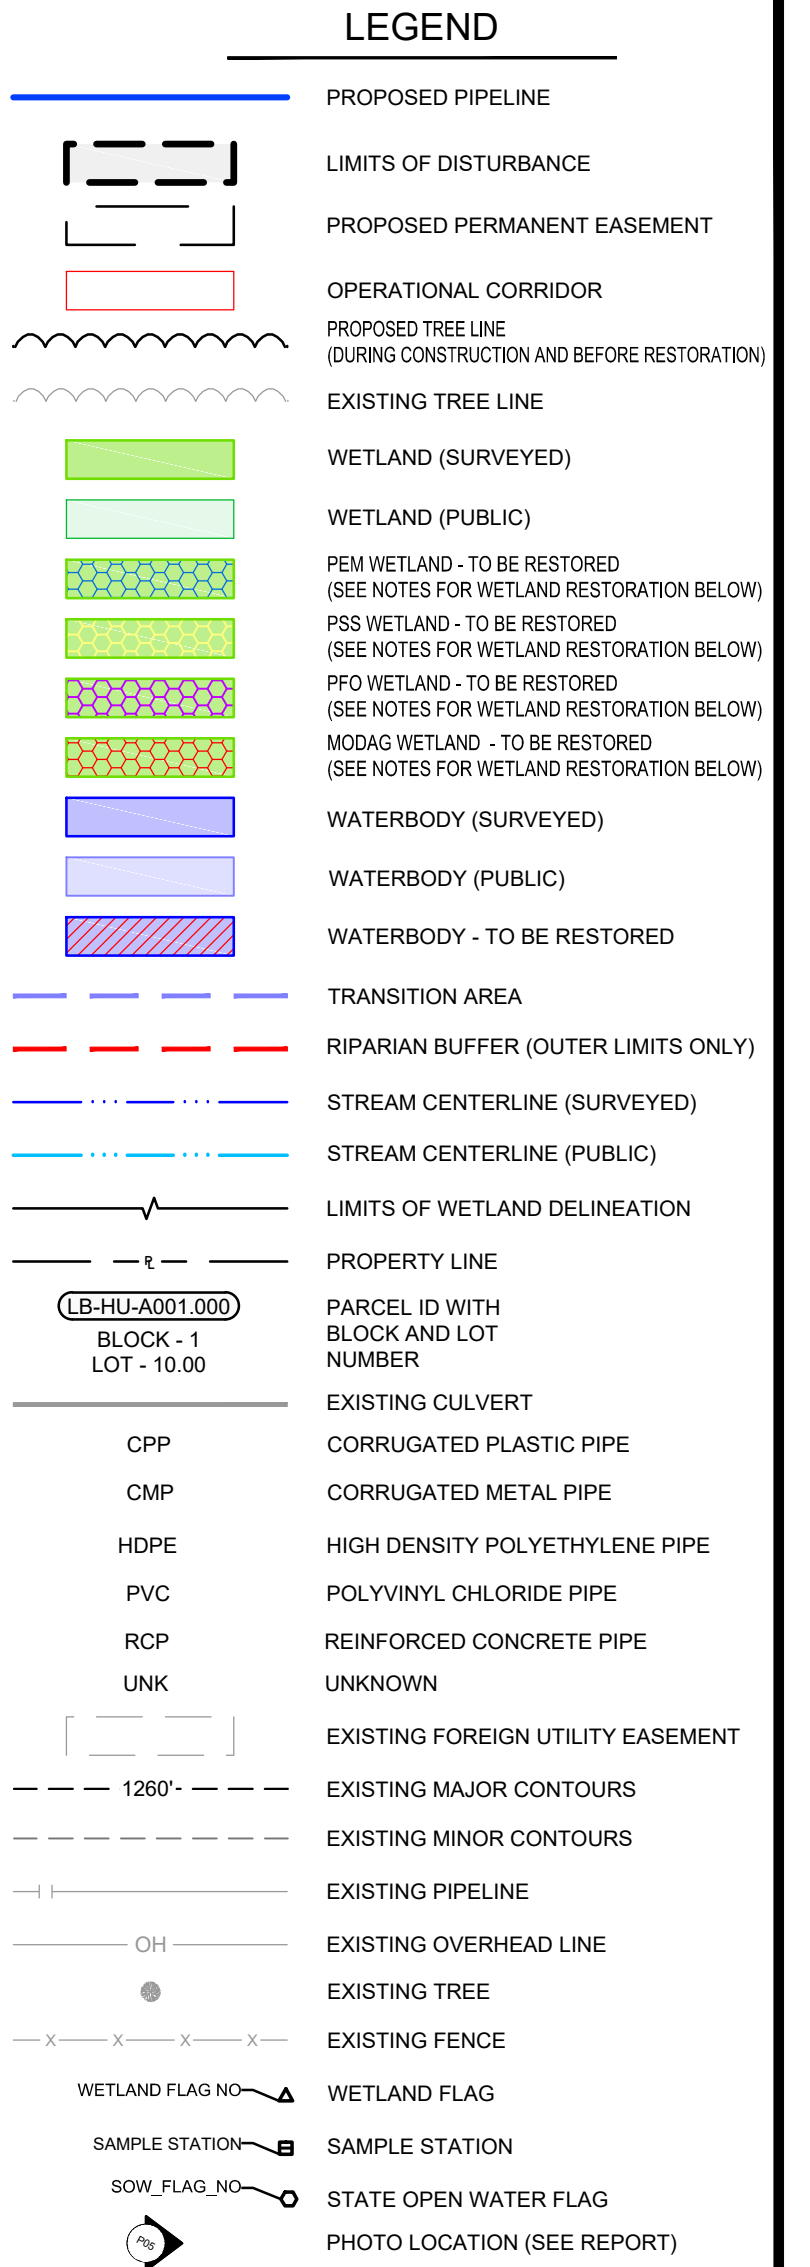 LEGEND
PROPOSED PIPELINE
LIMITS OF DISTURBANCE
PROPOSED PERMANENT EASEMENT
OPERATIONAL CORRIDOR
PROPOSED TREE LINE
(DURING CONSTRUCTION AND BEFORE RESTORATION)
EXISTING TREE LINE
WETLAND (SURVEYED)
WETLAND (PUBLIC)
PEM WETLAND - TO BE RESTORED
(SEE NOTES FOR WETLAND RESTORATION BELOW)
PSS WETLAND - TO BE RESTORED
(SEE NOTES FOR WETLAND RESTORATION BELOW)
PFO WETLAND - TO BE RESTORED
(SEE NOTES FOR WETLAND RESTORATION BELOW)
MODAG WETLAND - TO BE RESTORED
(SEE NOTES FOR WETLAND RESTORATION BELOW)
WATERBODY (SURVEYED)
WATERBODY (PUBLIC)
WATERBODY - TO BE RESTORED
TRANSITION AREA
RIPARIAN BUFFER (OUTER LIMITS ONLY)
STREAM CENTERLINE (SURVEYED)
STREAM CENTERLINE (PUBLIC)
LIMITS OF WETLAND DELINEATION
℄ PROPERTY LINE
LB-HU-A001.000
BLOCK - 1
LOT - 10.00
PARCEL ID WITH
BLOCK AND LOT
NUMBER
EXISTING CULVERT
CPP CORRUGATED PLASTIC PIPE
CMP CORRUGATED METAL PIPE
HDPE HIGH DENSITY POLYETHYLENE PIPE
PVC POLYVINYL CHLORIDE PIPE
RCP REINFORCED CONCRETE PIPE
UNK UNKNOWN
EXISTING FOREIGN UTILITY EASEMENT
1260' EXISTING MAJOR CONTOURS
EXISTING MINOR CONTOURS
EXISTING PIPELINE
OH EXISTING OVERHEAD LINE
EXISTING TREE
X X X X EXISTING FENCE
WETLAND FLAG NO WETLAND FLAG
SAMPLE STATION SAMPLE STATION
SOW_FLAG_NO STATE OPEN WATER FLAG
P05 PHOTO LOCATION (SEE REPORT)